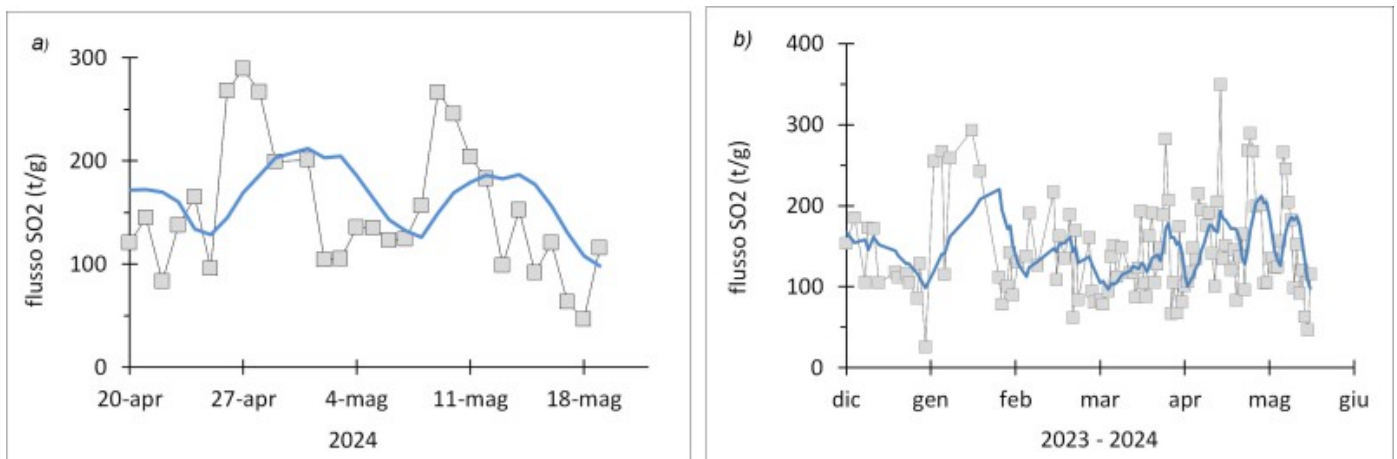 a)
300
200
100
0
flusso SO2 (t/g)
20-apr 27-apr 4-mag 11-mag 18-mag
2024
b)
400
300
200
100
0
flusso SO2 (t/g)
dic gen feb mar apr mag giu
2023 - 2024